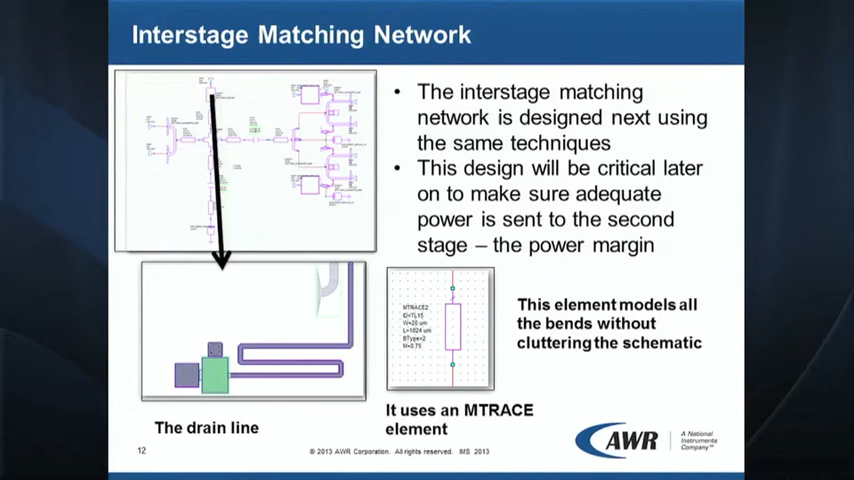 Interstage Matching Network
• The interstage matching
network is designed next using
the same techniques
• This design will be critical later
on to make sure adequate
power is sent to the second
stage – the power margin
MTRACE2
ID=TL15
W=20 um
L=1824 um
BType=2
M=0.75
This element models all
the bends without
cluttering the schematic
The drain line
It uses an MTRACE
element
AWR
A National
Instruments
Company™
12
© 2013 AWR Corporation. All rights reserved. IMS 2013